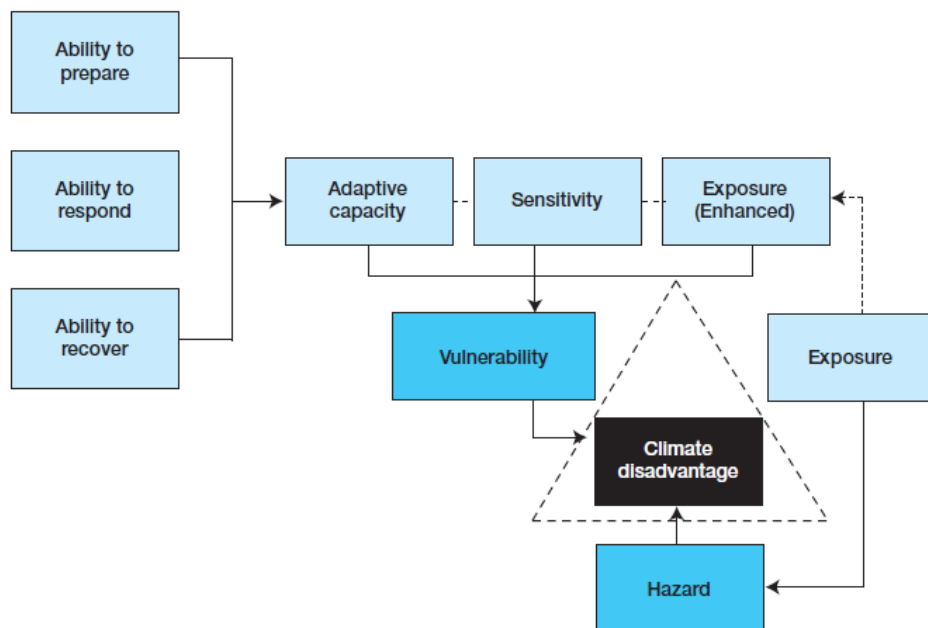 Ability to
prepare
Ability to
respond
Ability to
recover
Adaptive
capacity
Sensitivity
Exposure
(Enhanced)
Vulnerability
Exposure
Climate
disadvantage
Hazard